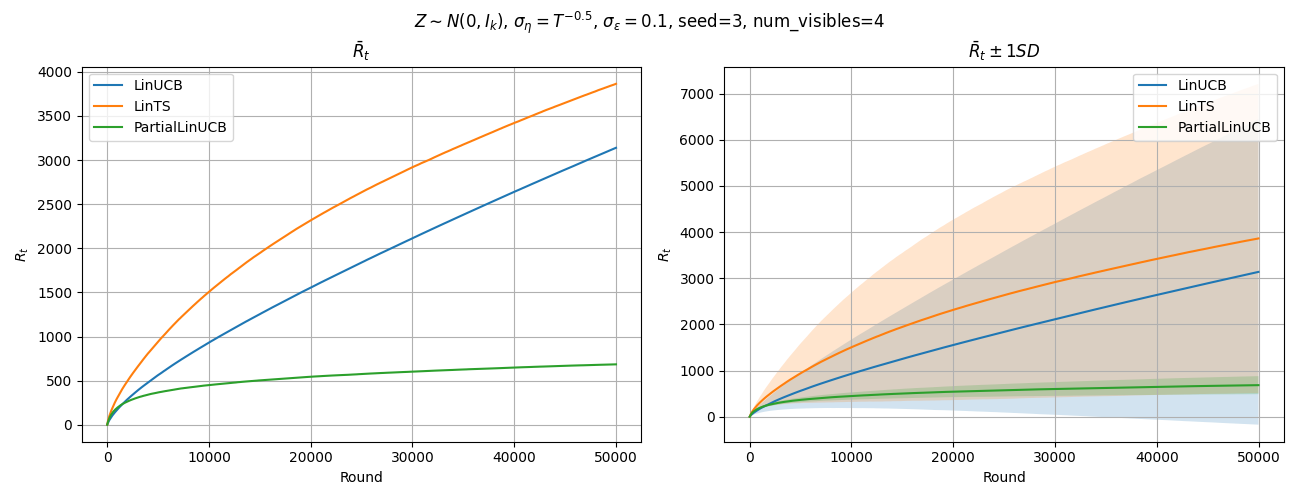 Z ∼ N(0, I_k), σ_η = T^{−0.5}, σ_ε = 0.1, seed=3, num_visibles=4
R̄_t
4000
3500
3000
2500
2000
1500
1000
500
0
R_t
LinUCB
LinTS
PartialLinUCB
0 10000 20000 30000 40000 50000
Round
R̄_t ± 1SD
7000
6000
5000
4000
3000
2000
1000
0
R_t
LinUCB
LinTS
PartialLinUCB
0 10000 20000 30000 40000 50000
Round